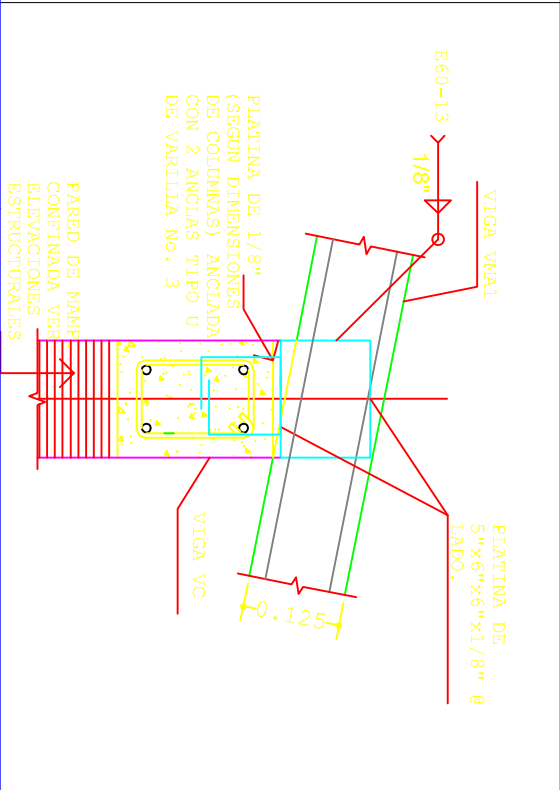 E60-13
1/8"
VIGA VMA1
PLATINA DE 1/8"
(SEGUN DIMENSIONES
DE COLUMNAS) ANCLADA
CON 2 ANCLAS TIPO U
DE VARILLA No. 3
PARED DE MAMP
CONFINADA VER
ELEVACIONES
ESTRUCTURALES
VIGA VC
PLATINA DE
5"x6"x6"x1/8" @
LADO.
0.125